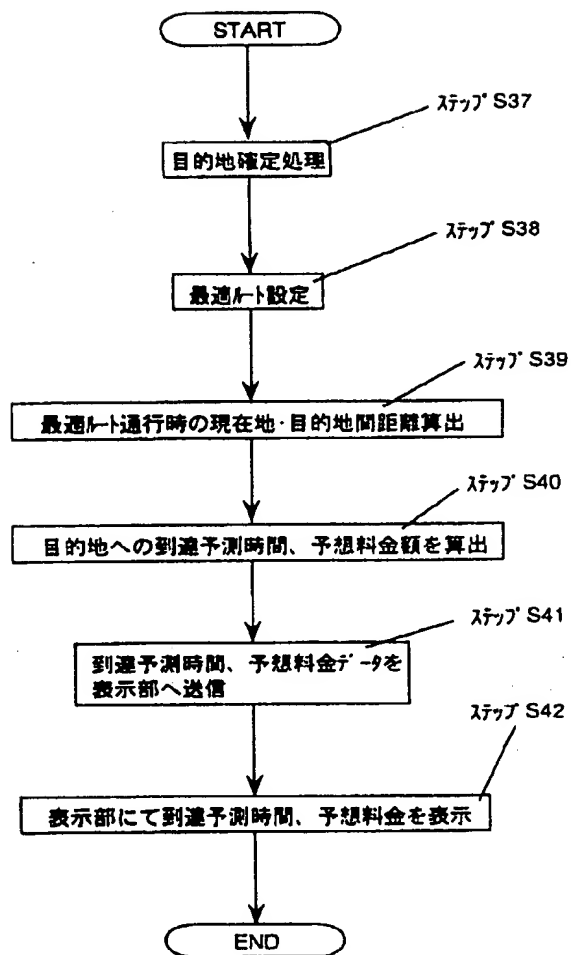 START
ステップ S37
目的地確定処理
ステップ S38
最適ルート設定
ステップ S39
最適ルート通行時の現在地・目的地間距離算出
ステップ S40
目的地への到達予測時間、予想料金額を算出
ステップ S41
到達予測時間、予想料金データを
表示部へ送信
ステップ S42
表示部にて到達予測時間、予想料金を表示
END